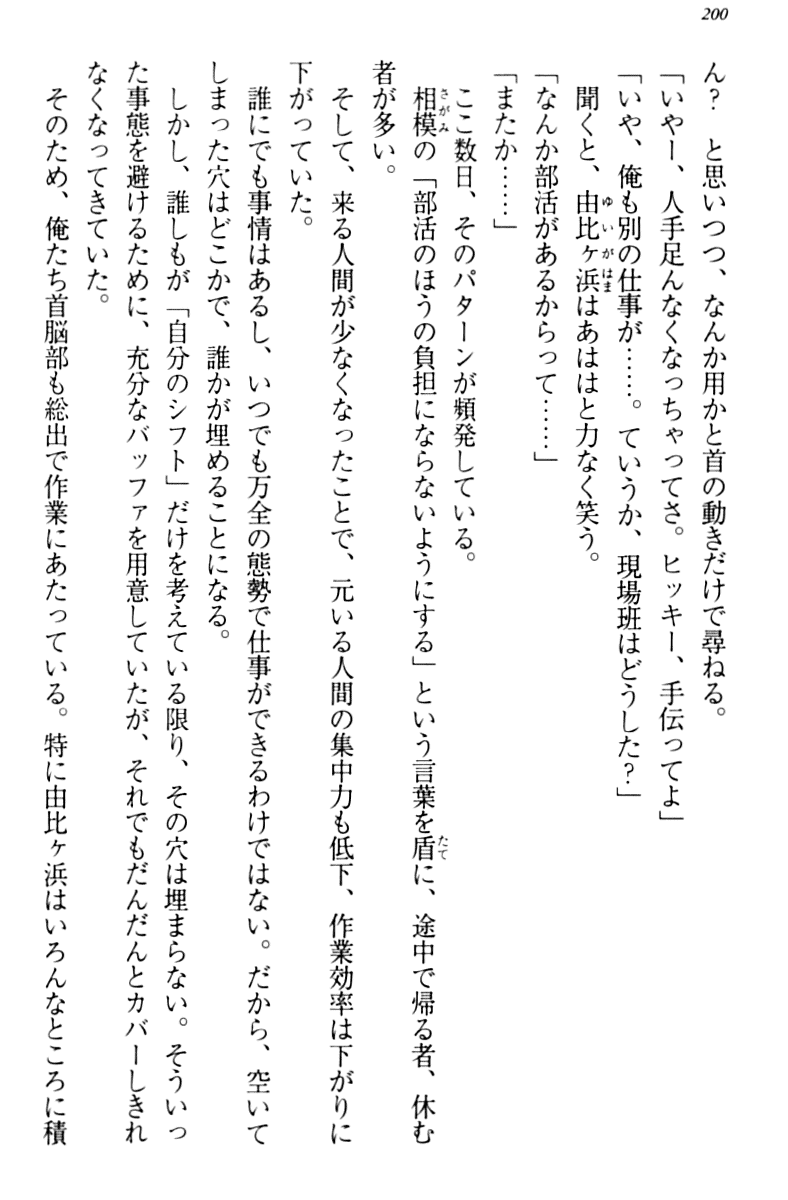 200
ん？　と思いつつ、なんか用かと首の動きだけで尋ねる。
「いやー、人手足んなくなっちゃってさ。ヒッキー、手伝ってよ」
「いや、俺も別の仕事が……。ていうか、現場班はどうした？」
聞くと、由比ヶ浜はあははと力なく笑う。
「なんか部活があるからって……」
「またか……」
ここ数日、そのパターンが頻発している。
相模の「部活のほうの負担にならないようにする」という言葉を盾に、途中で帰る者、休む
者が多い。
そして、来る人間が少なくなったことで、元いる人間の集中力も低下、作業効率は下がりに
下がっていた。
誰にでも事情はあるし、いつでも万全の態勢で仕事ができるわけではない。だから、空いて
しまった穴はどこかで、誰かが埋めることになる。
しかし、誰しもが「自分のシフト」だけを考えている限り、その穴は埋まらない。そういっ
た事態を避けるために、充分なバッファを用意していたが、それでもだんだんとカバーしきれ
なくなってきていた。
そのため、俺たち首脳部も総出で作業にあたっている。特に由比ヶ浜はいろんなところに積